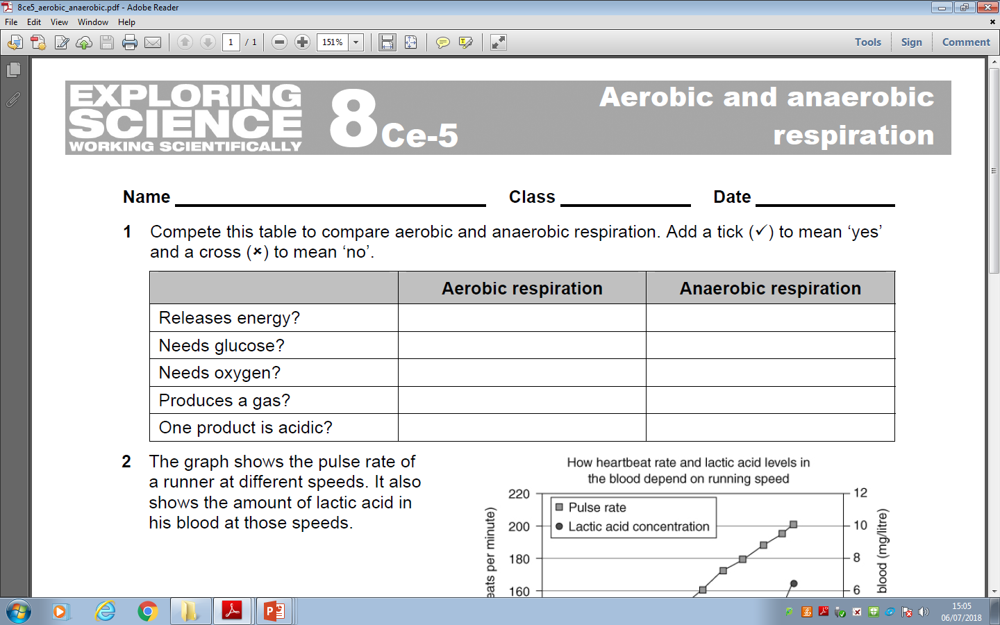 8ce5_aerobic_anaerobic.pdf - Adobe Reader
File Edit View Window Help
1 / 1 151% Tools Sign Comment
EXPLORING
SCIENCE
WORKING SCIENTIFICALLY
8Ce-5
Aerobic and anaerobic
respiration
Name Class Date
1 Compete this table to compare aerobic and anaerobic respiration. Add a tick (✓) to mean ‘yes’
and a cross (×) to mean ‘no’.
Aerobic respiration Anaerobic respiration
Releases energy?
Needs glucose?
Needs oxygen?
Produces a gas?
One product is acidic?
2 The graph shows the pulse rate of
a runner at different speeds. It also
shows the amount of lactic acid in
his blood at those speeds.
How heartbeat rate and lactic acid levels in
the blood depend on running speed
220 12
Pulse rate
200 10
Lactic acid concentration
180 8
160 6
eats per minute)
blood (mg/litre)
15:05
06/07/2018